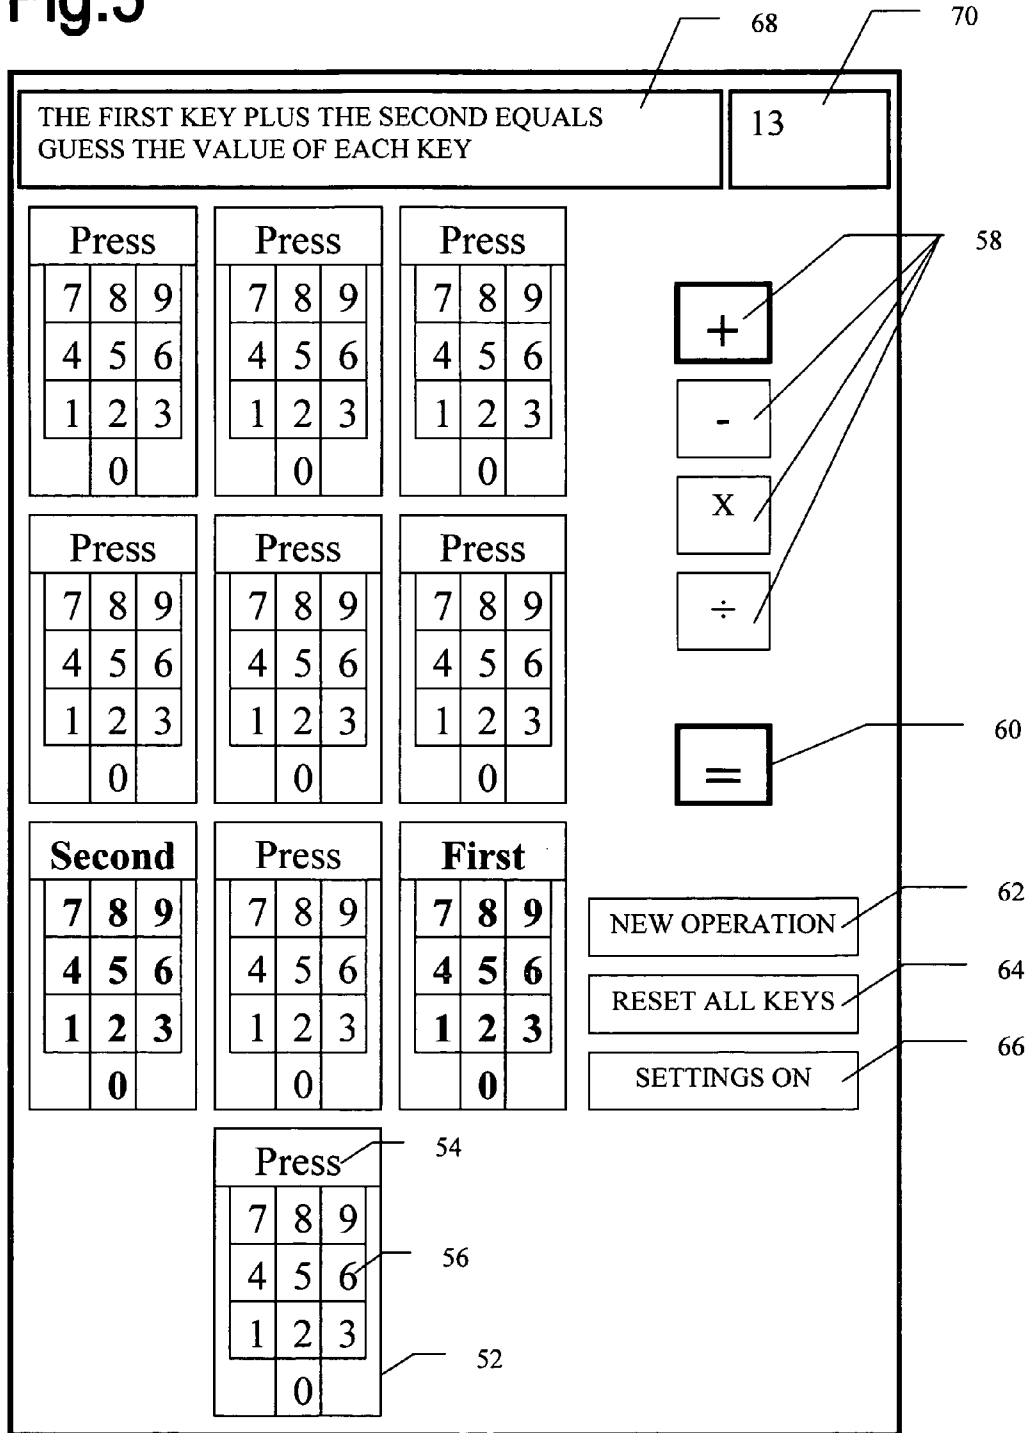 Fig.5
68
70
THE FIRST KEY PLUS THE SECOND EQUALS
GUESS THE VALUE OF EACH KEY
13
Press Press Press
7 8 9 7 8 9 7 8 9
4 5 6 4 5 6 4 5 6
1 2 3 1 2 3 1 2 3
0 0 0
+
-
X
÷
58
Press Press Press
7 8 9 7 8 9 7 8 9
4 5 6 4 5 6 4 5 6
1 2 3 1 2 3 1 2 3
0 0 0
=
60
Second Press First
7 8 9 7 8 9 7 8 9
4 5 6 4 5 6 4 5 6
1 2 3 1 2 3 1 2 3
0 0 0
NEW OPERATION
62
RESET ALL KEYS
64
SETTINGS ON
66
Press
54
7 8 9
4 5 6
56
1 2 3
0
52